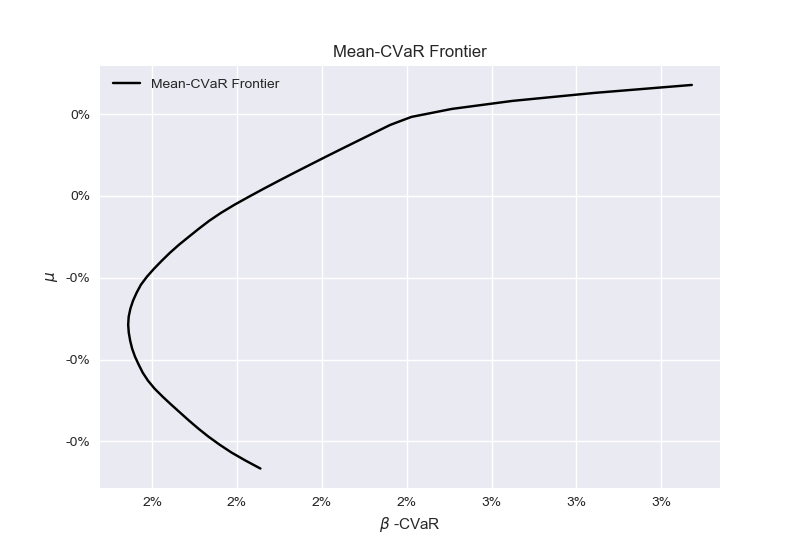 Mean-CVaR Frontier
Mean-CVaR Frontier
0%
0%
-0%
-0%
-0%
μ
2% 2% 2% 2% 3% 3% 3%
β -CVaR